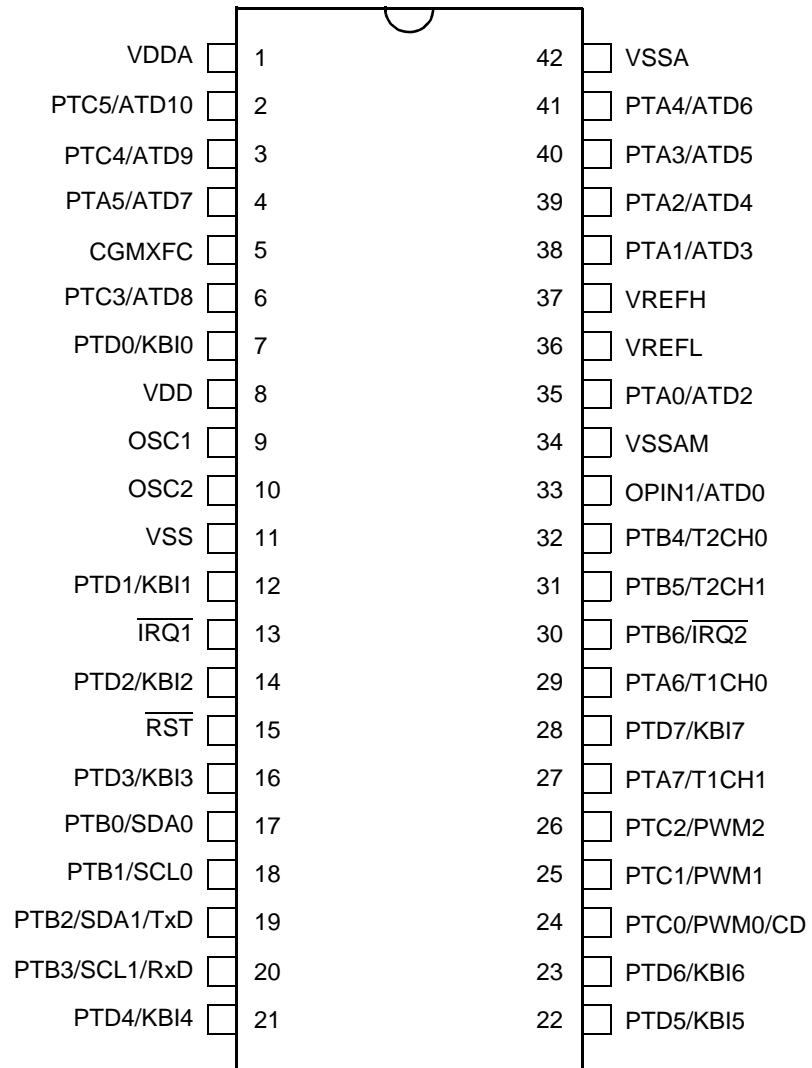 VDDA 1 42 VSSA
PTC5/ATD10 2 41 PTA4/ATD6
PTC4/ATD9 3 40 PTA3/ATD5
PTA5/ATD7 4 39 PTA2/ATD4
CGMXFC 5 38 PTA1/ATD3
PTC3/ATD8 6 37 VREFH
PTD0/KBI0 7 36 VREFL
VDD 8 35 PTA0/ATD2
OSC1 9 34 VSSAM
OSC2 10 33 OPIN1/ATD0
VSS 11 32 PTB4/T2CH0
PTD1/KBI1 12 31 PTB5/T2CH1
IRQ1 13 30 PTB6/IRQ2
PTD2/KBI2 14 29 PTA6/T1CH0
RST 15 28 PTD7/KBI7
PTD3/KBI3 16 27 PTA7/T1CH1
PTB0/SDA0 17 26 PTC2/PWM2
PTB1/SCL0 18 25 PTC1/PWM1
PTB2/SDA1/TxD 19 24 PTC0/PWM0/CD
PTB3/SCL1/RxD 20 23 PTD6/KBI6
PTD4/KBI4 21 22 PTD5/KBI5